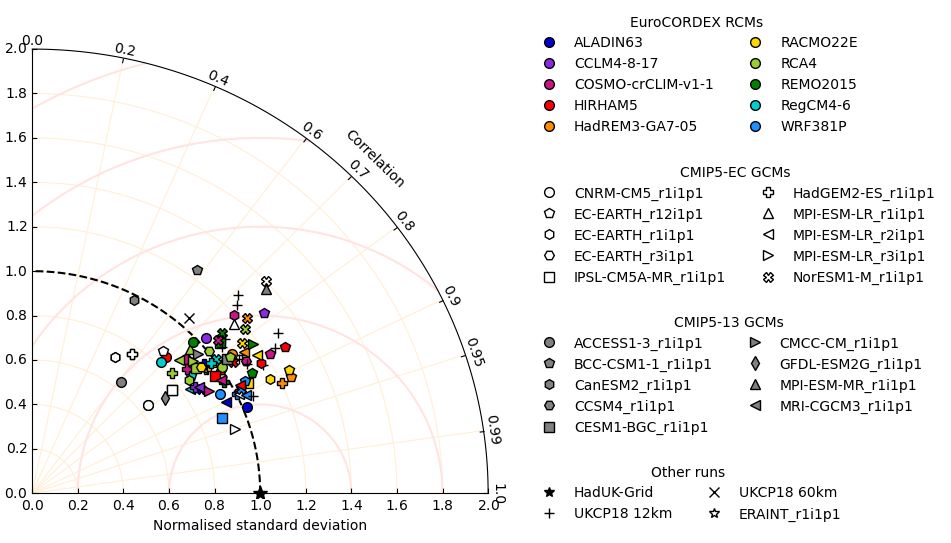 0.0
0.2
0.4
0.6
Correlation
0.7
0.8
0.9
0.95
0.99
1.0
2.0
1.8
1.6
1.4
1.2
1.0
0.8
0.6
0.4
0.2
0.0
0.0 0.2 0.4 0.6 0.8 1.0 1.2 1.4 1.6 1.8 2.0
Normalised standard deviation
EuroCORDEX RCMs
ALADIN63 RACMO22E
CCLM4-8-17 RCA4
COSMO-crCLIM-v1-1 REMO2015
HIRHAM5 RegCM4-6
HadREM3-GA7-05 WRF381P
CMIP5-EC GCMs
CNRM-CM5_r1i1p1 HadGEM2-ES_r1i1p1
EC-EARTH_r12i1p1 MPI-ESM-LR_r1i1p1
EC-EARTH_r1i1p1 MPI-ESM-LR_r2i1p1
EC-EARTH_r3i1p1 MPI-ESM-LR_r3i1p1
IPSL-CM5A-MR_r1i1p1 NorESM1-M_r1i1p1
CMIP5-13 GCMs
ACCESS1-3_r1i1p1 CMCC-CM_r1i1p1
BCC-CSM1-1_r1i1p1 GFDL-ESM2G_r1i1p1
CanESM2_r1i1p1 MPI-ESM-MR_r1i1p1
CCSM4_r1i1p1 MRI-CGCM3_r1i1p1
CESM1-BGC_r1i1p1
Other runs
HadUK-Grid UKCP18 60km
UKCP18 12km ERAINT_r1i1p1